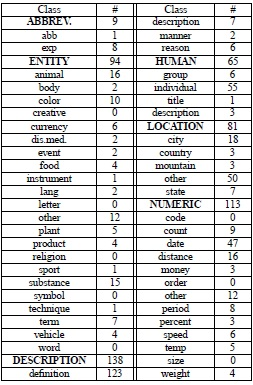 Class # Class #
ABBREV. 9 description 7
abb 1 manner 2
exp 8 reason 6
ENTITY 94 HUMAN 65
animal 16 group 6
body 2 individual 55
color 10 title 1
creative 0 description 3
currency 6 LOCATION 81
dis.med. 2 city 18
event 2 country 3
food 4 mountain 3
instrument 1 other 50
lang 2 state 7
letter 0 NUMERIC 113
other 12 code 0
plant 5 count 9
product 4 date 47
religion 0 distance 16
sport 1 money 3
substance 15 order 0
symbol 0 other 12
technique 1 period 8
term 7 percent 3
vehicle 4 speed 6
word 0 temp 5
DESCRIPTION 138 size 0
definition 123 weight 4